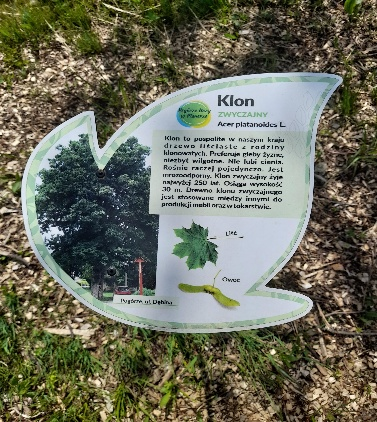 Klon
ZWYCZAJNY
Acer platanoides L.
Klon to pospolite w naszym kraju
drzewo liściaste z rodziny
klonowatych. Preferuje gleby żyzne,
niezbyt wilgotne. Nie lubi cienia.
Rośnie raczej pojedynczo. Jest
mrozoodporny. Klon zwyczajny żyje
najwyżej 250 lat. Osiąga wysokość
30 m. Drewno klonu zwyczajnego
jest stosowane między innymi do
produkcji mebli oraz w tokarstwie.
Liść
Owoc
Pogórze, ul. Dębina